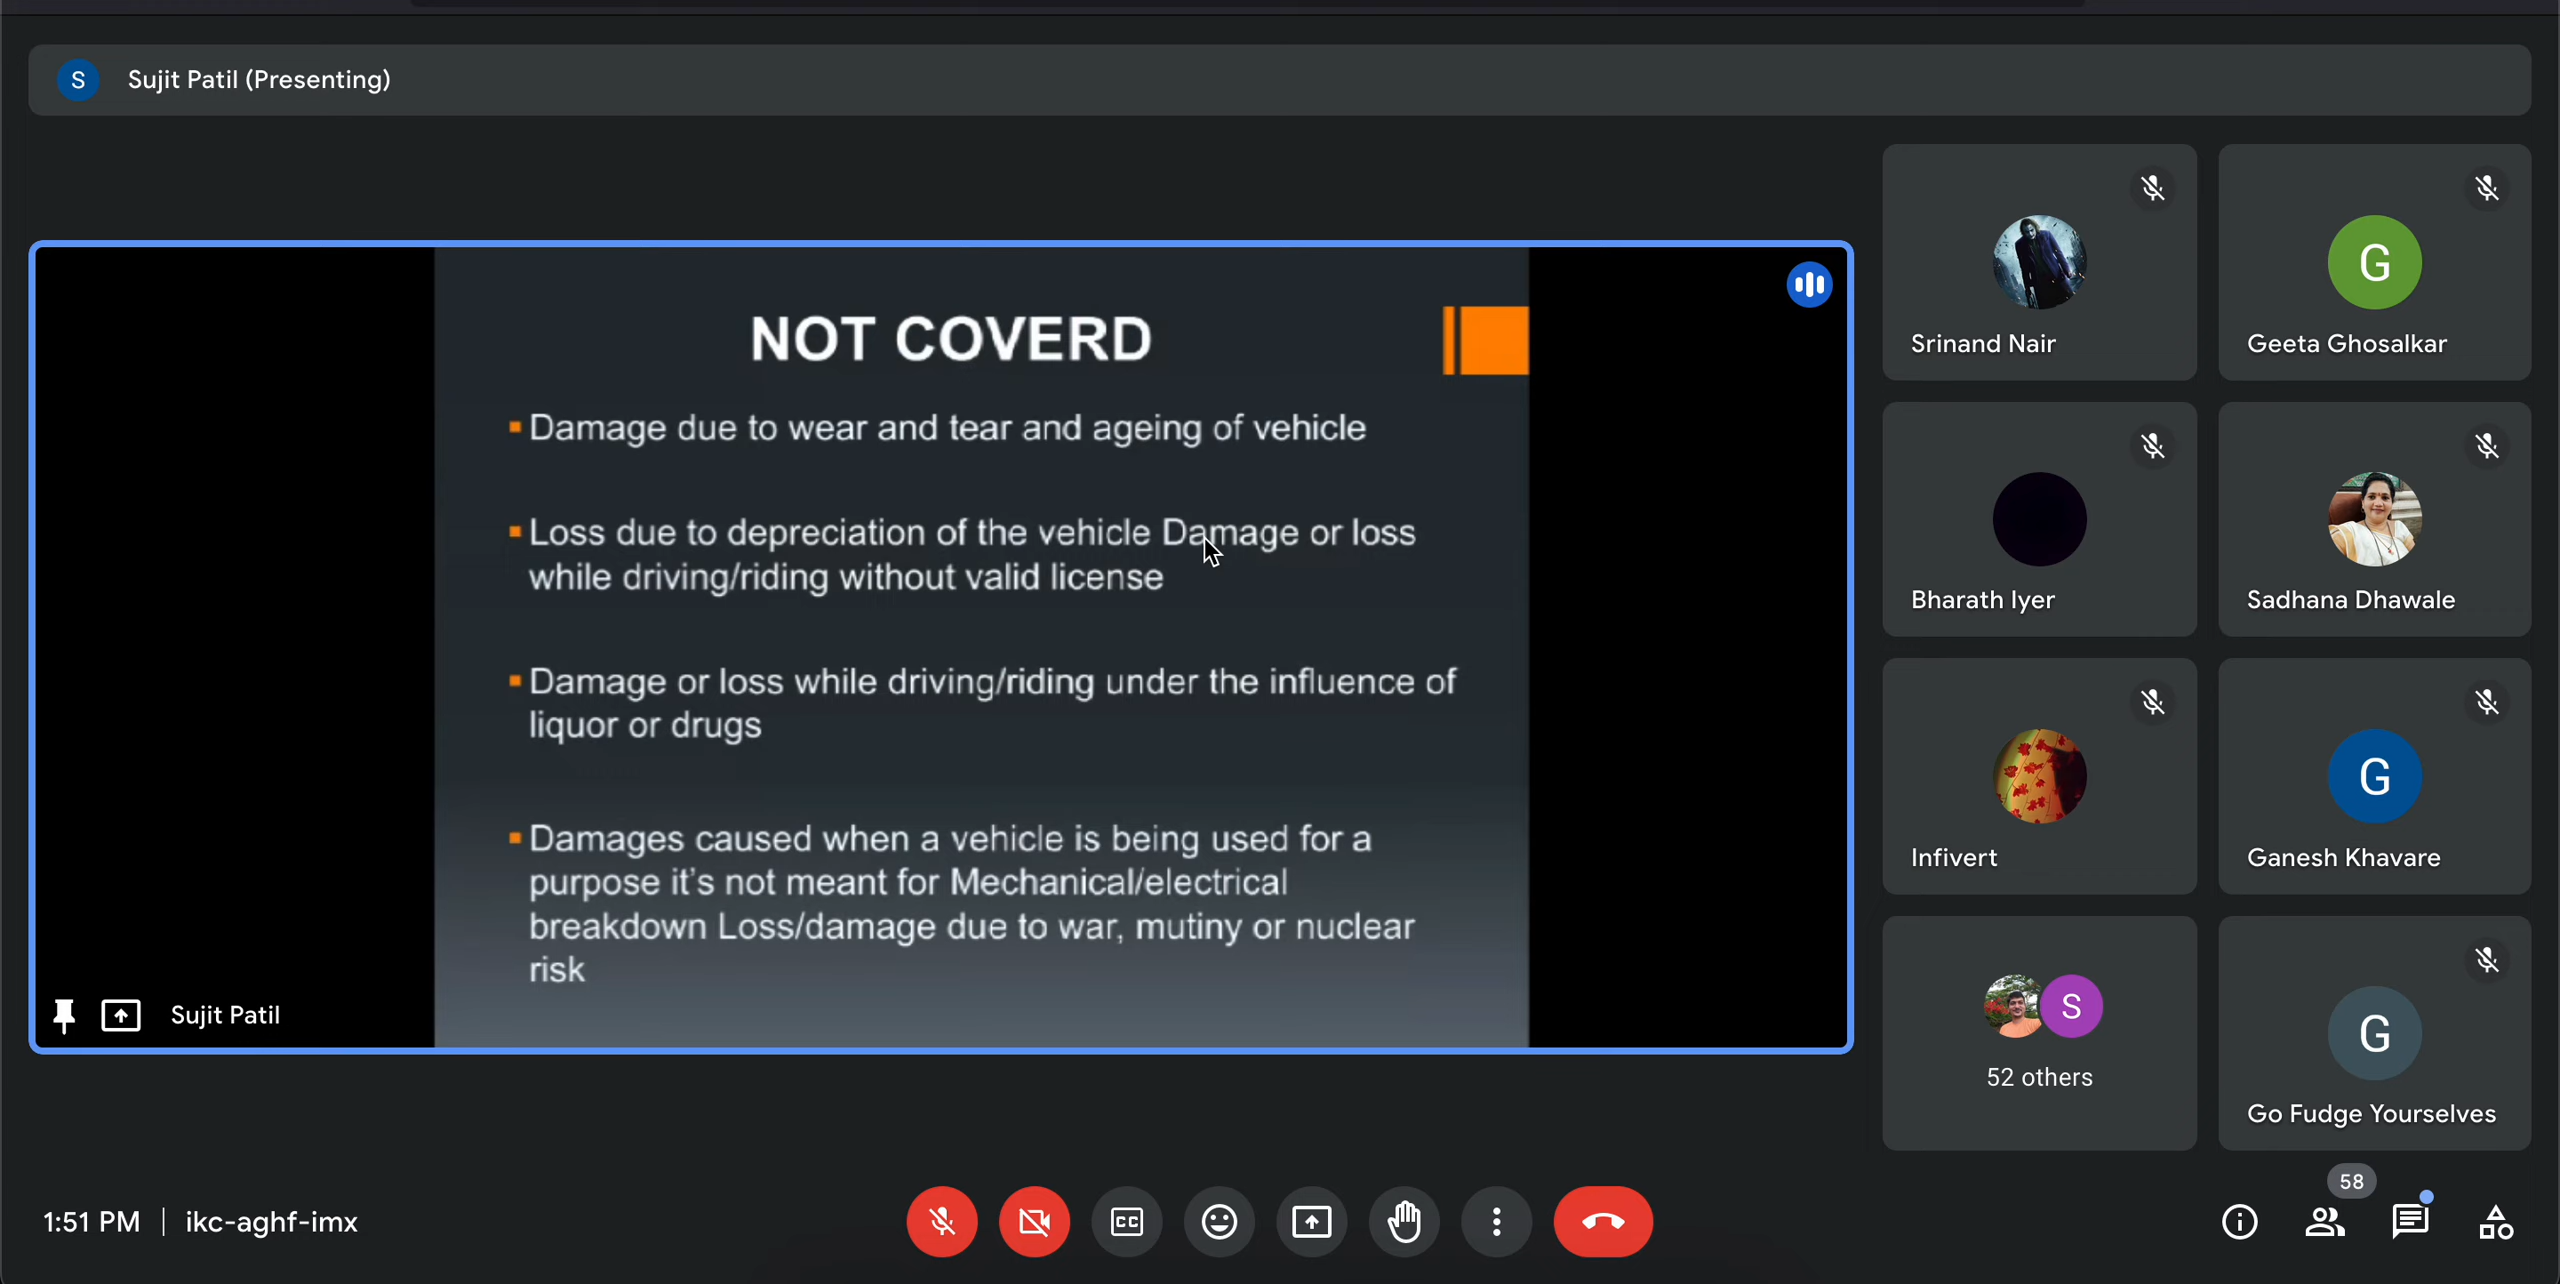 S Sujit Patil (Presenting)
NOT COVERD
Damage due to wear and tear and ageing of vehicle
Loss due to depreciation of the vehicle Damage or loss
while driving/riding without valid license
Damage or loss while driving/riding under the influence of
liquor or drugs
Damages caused when a vehicle is being used for a
purpose it's not meant for Mechanical/electrical
breakdown Loss/damage due to war, mutiny or nuclear
risk
Sujit Patil
Srinand Nair
G
Geeta Ghosalkar
Bharath Iyer
Sadhana Dhawale
Infivert
G
Ganesh Khavare
S
52 others
G
Go Fudge Yourselves
1:51 PM | ikc-aghf-imx
CC
58